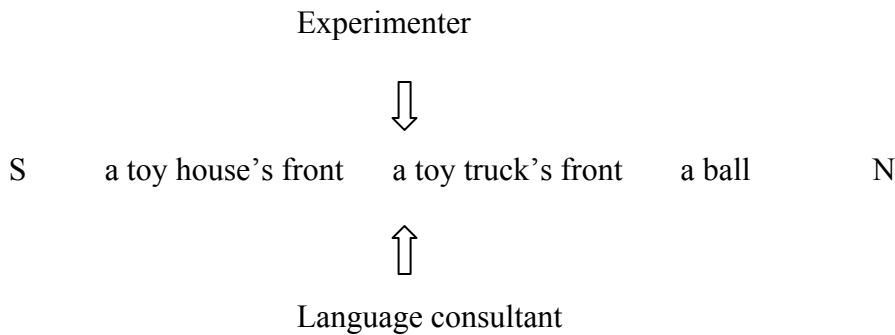 Experimenter
S a toy house’s front a toy truck’s front a ball N
Language consultant